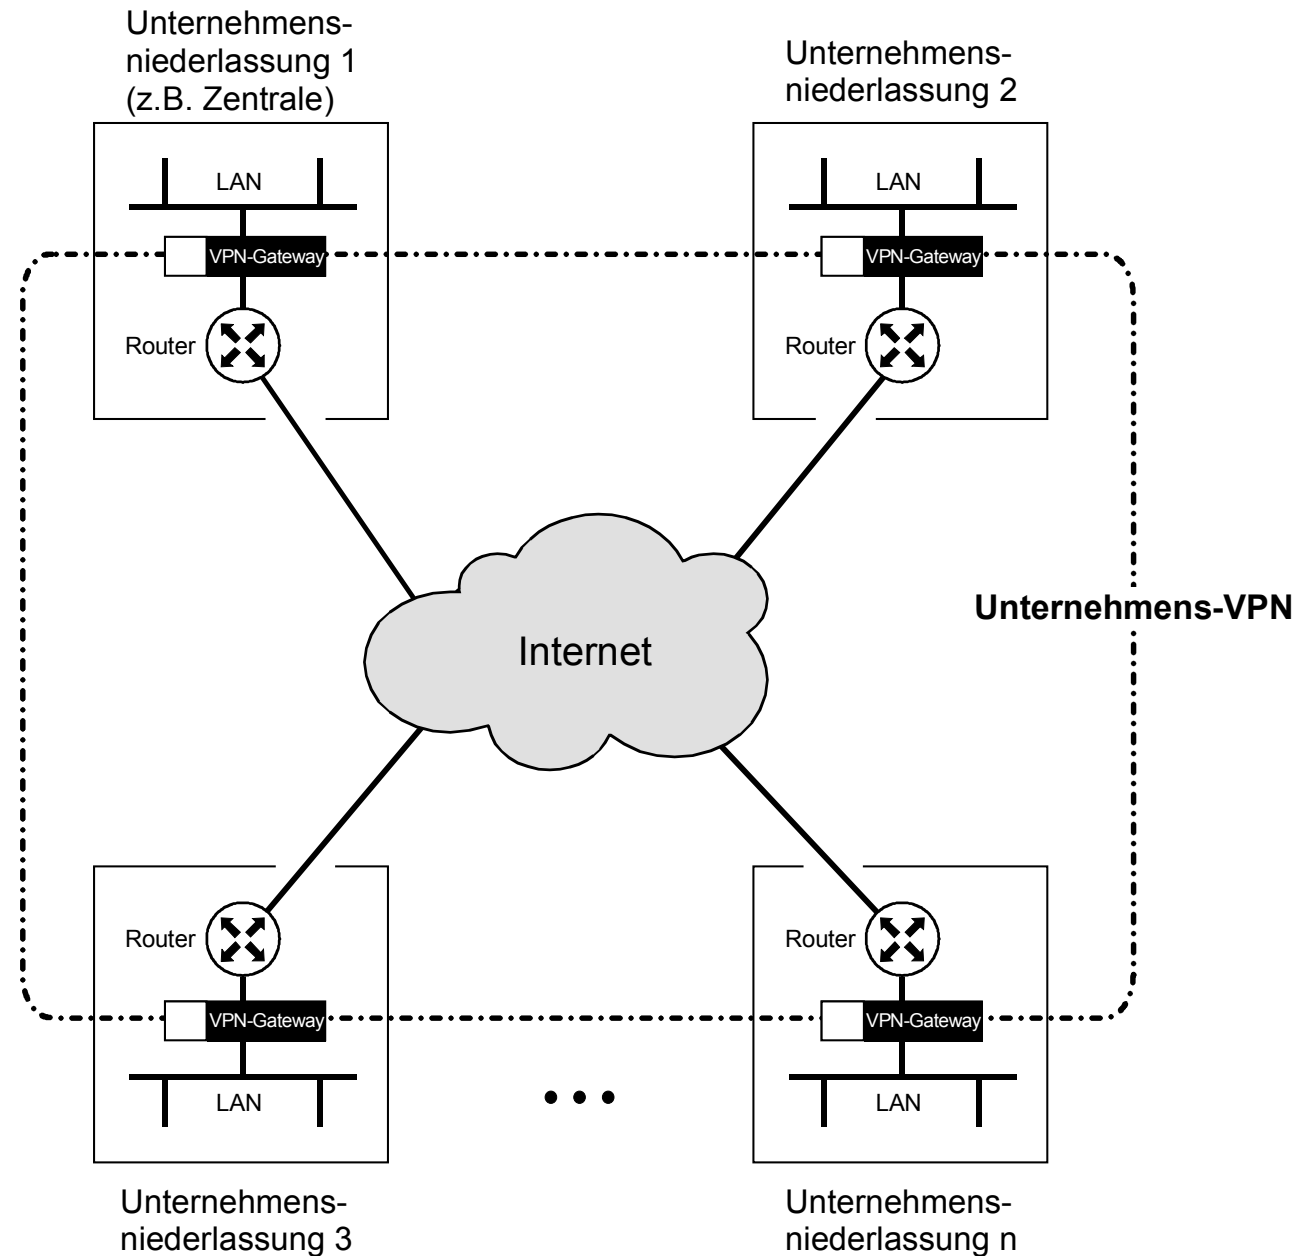 Unternehmens-
niederlassung 1
(z.B. Zentrale)
Unternehmens-
niederlassung 2
LAN
LAN
VPN-Gateway
VPN-Gateway
Router
Router
Internet
Unternehmens-VPN
Router
Router
VPN-Gateway
VPN-Gateway
LAN
LAN
Unternehmens-
niederlassung 3
Unternehmens-
niederlassung n